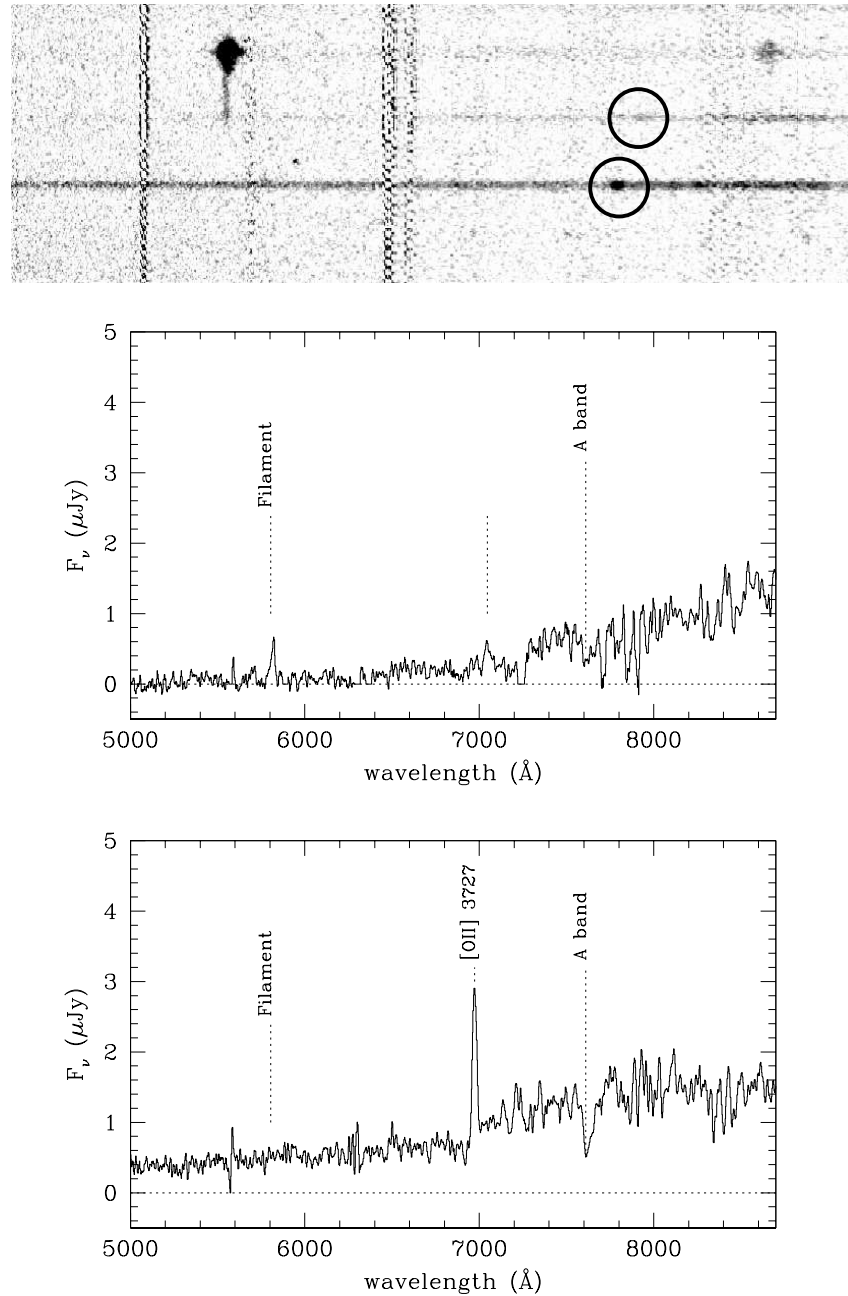 5
4
3
2
1
0
F_ν (μJy)
Filament
A band
5000 6000 7000 8000
wavelength (Å)
5
4
3
2
1
0
F_ν (μJy)
Filament
[OII] 3727
A band
5000 6000 7000 8000
wavelength (Å)